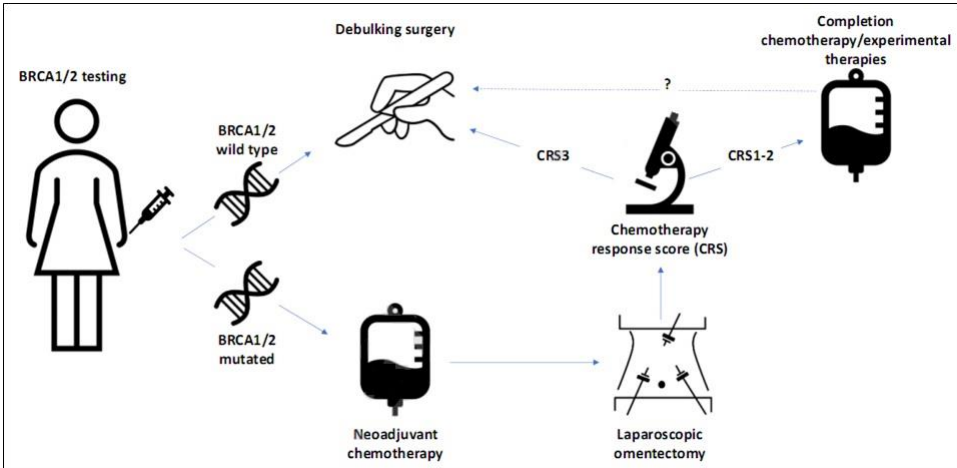 Debulking surgery
Completion
chemotherapy/experimental
therapies
BRCA1/2 testing
?
BRCA1/2
wild type
CRS3
CRS1-2
Chemotherapy
response score (CRS)
BRCA1/2
mutated
Neoadjuvant
chemotherapy
Laparoscopic
omentectomy